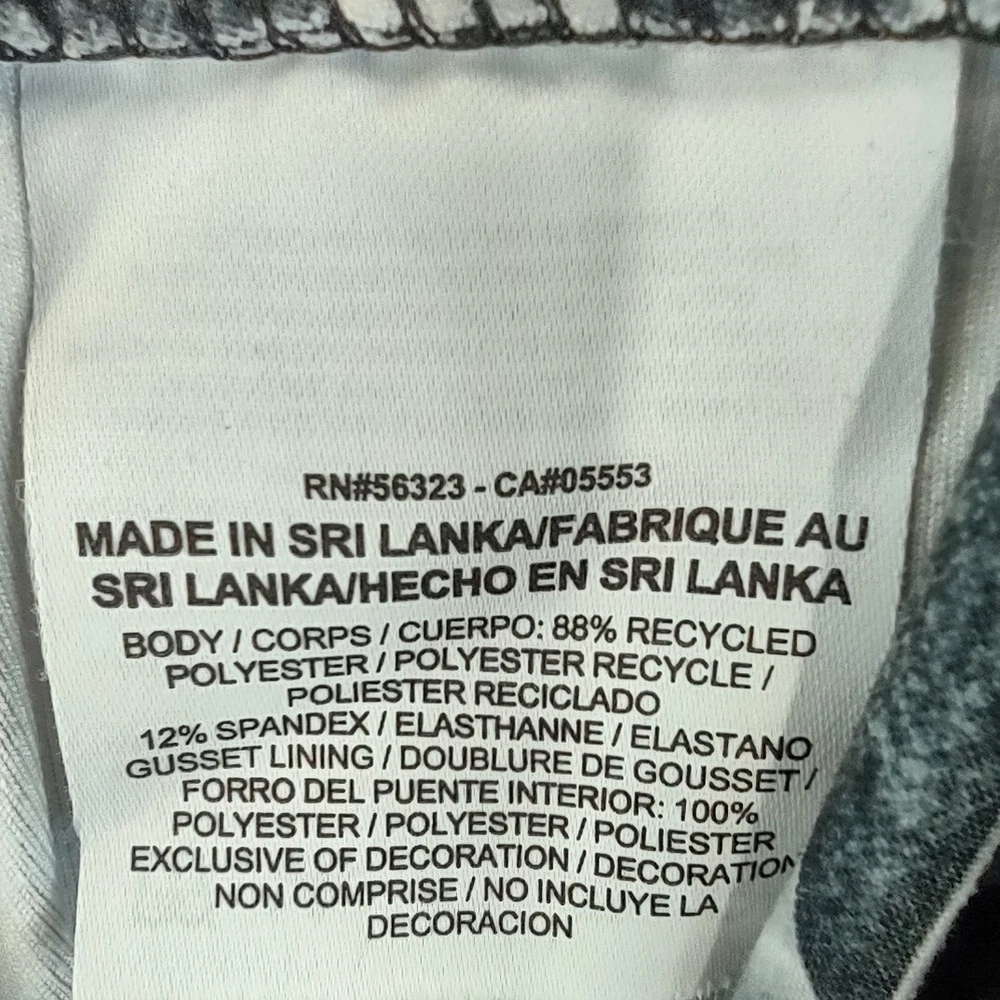 RN#56323 - CA#05553
MADE IN SRI LANKA/FABRIQUE AU
SRI LANKA/HECHO EN SRI LANKA
BODY / CORPS / CUERPO: 88% RECYCLED
POLYESTER / POLYESTER RECYCLE /
POLIESTER RECICLADO
12% SPANDEX / ELASTHANNE / ELASTANO
GUSSET LINING / DOUBLURE DE GOUSSET /
FORRO DEL PUENTE INTERIOR: 100%
POLYESTER / POLYESTER / POLIESTER
EXCLUSIVE OF DECORATION / DECORATION
NON COMPRISE / NO INCLUYE LA
DECORACION